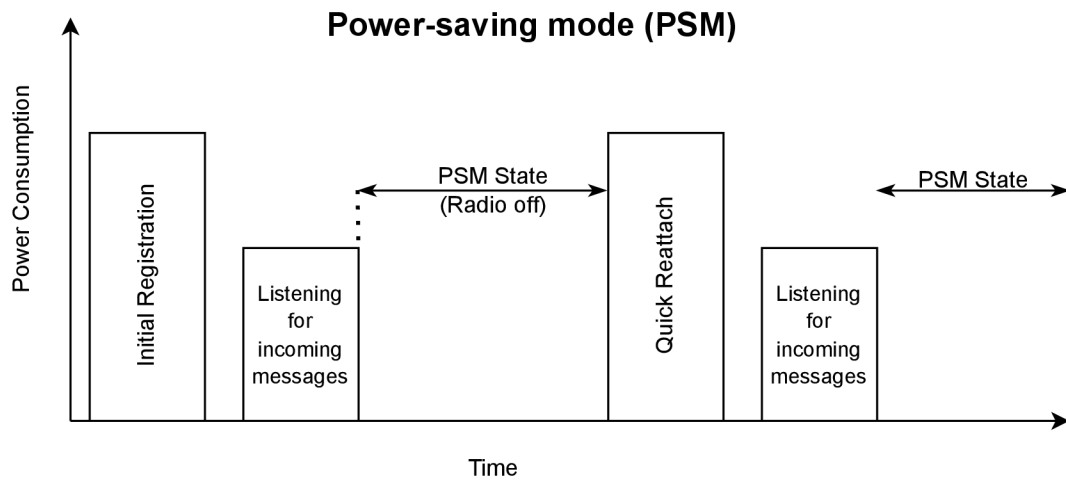 Power-saving mode (PSM)
Power Consumption
Initial Registration
Listening
for
incoming
messages
PSM State
(Radio off)
Quick Reattach
Listening
for
incoming
messages
PSM State
Time